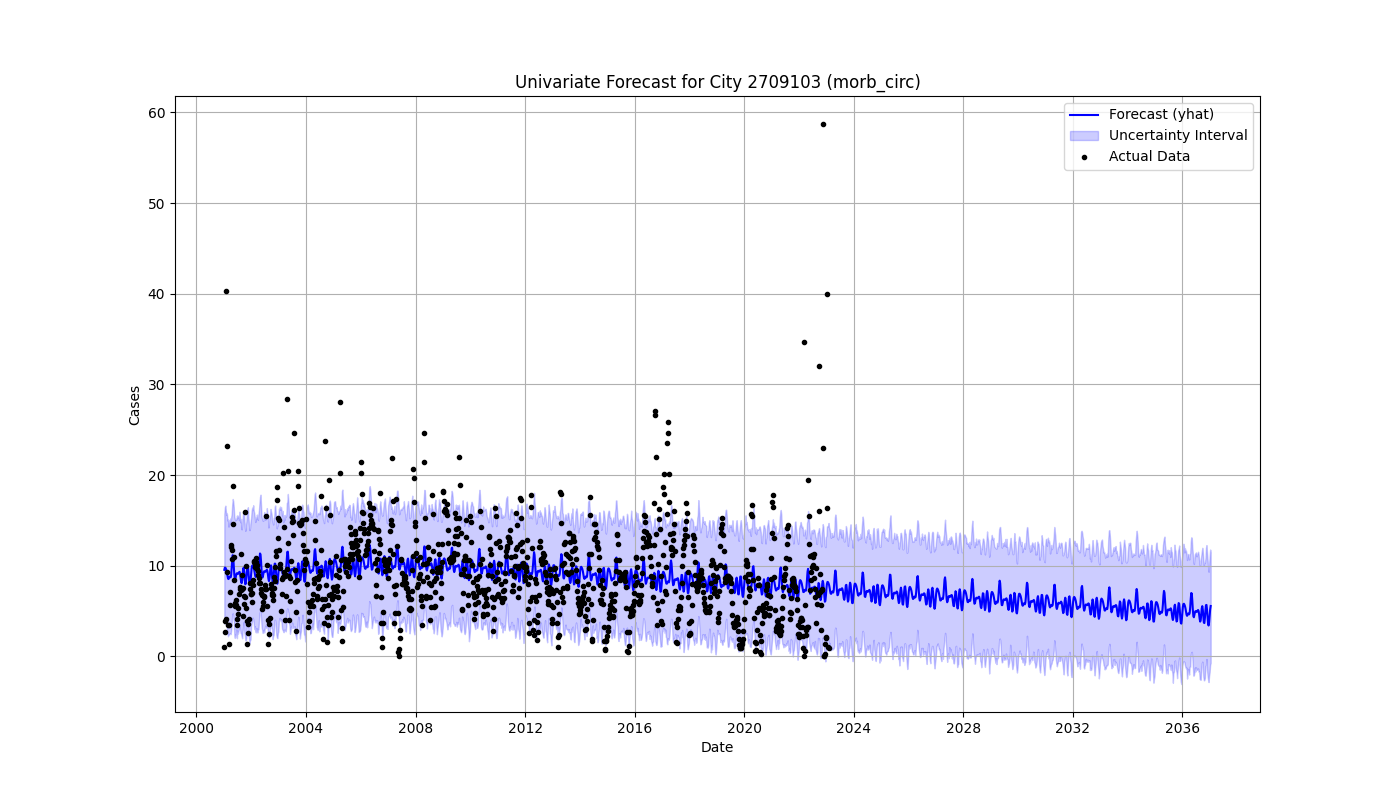 Univariate Forecast for City 2709103 (morb_circ)
Forecast (yhat)
Uncertainty Interval
Actual Data
60
50
40
30
20
10
0
Cases
2000 2004 2008 2012 2016 2020 2024 2028 2032 2036
Date